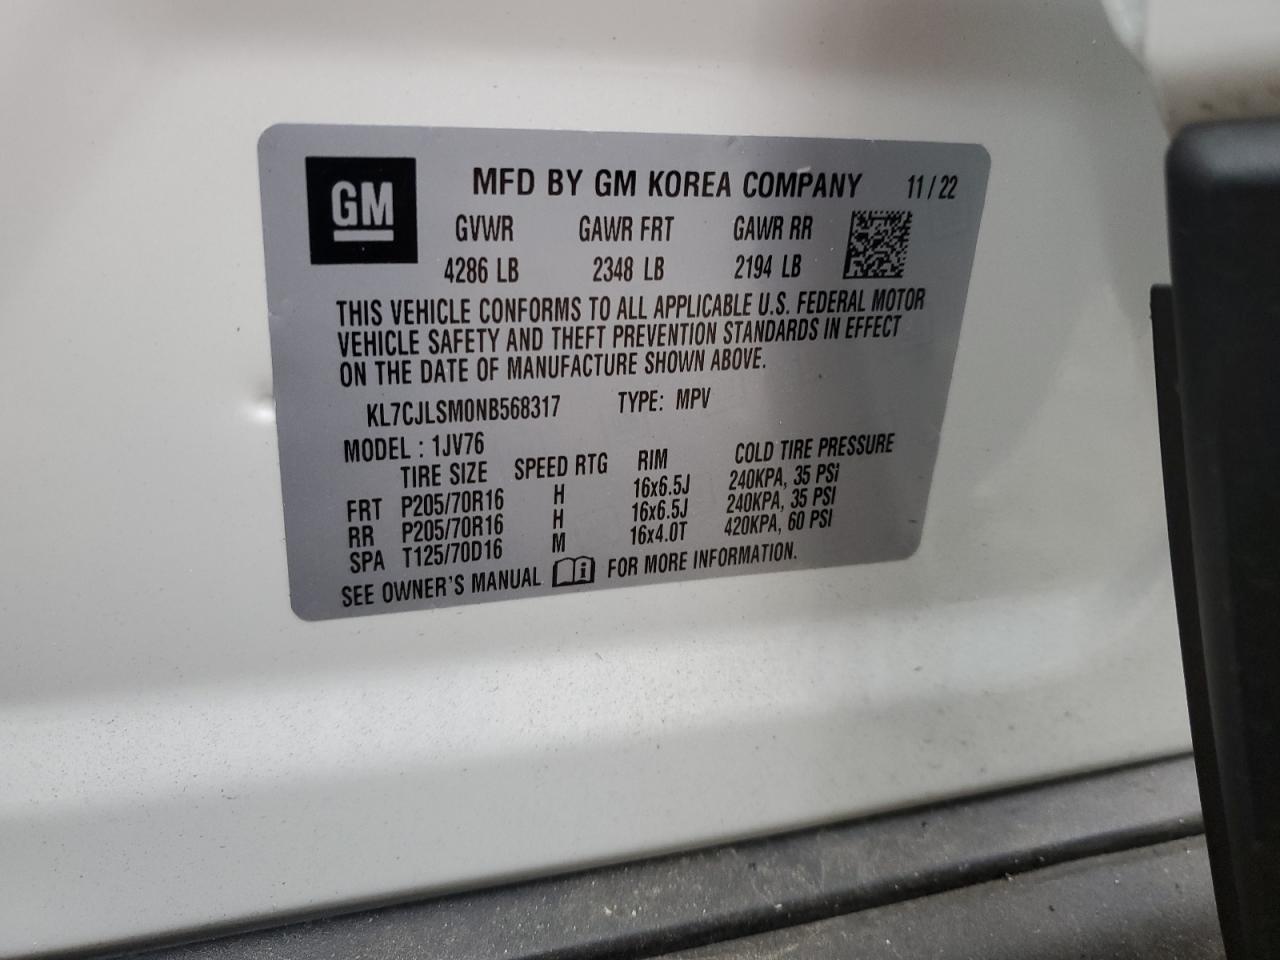 GM
MFD BY GM KOREA COMPANY 11 / 22
GVWR GAWR FRT GAWR RR
4286 LB 2348 LB 2194 LB
THIS VEHICLE CONFORMS TO ALL APPLICABLE U.S. FEDERAL MOTOR
VEHICLE SAFETY AND THEFT PREVENTION STANDARDS IN EFFECT
ON THE DATE OF MANUFACTURE SHOWN ABOVE.
KL7CJLSM0NB568317 TYPE: MPV
MODEL : 1JV76
TIRE SIZE SPEED RTG RIM COLD TIRE PRESSURE
FRT P205/70R16 H 16x6.5J 240KPA, 35 PSi
RR P205/70R16 H 16x6.5J 240KPA, 35 PSI
SPA T125/70D16 M 16x4.0T 420KPA, 60 PSI
SEE OWNER'S MANUAL FOR MORE INFORMATION.